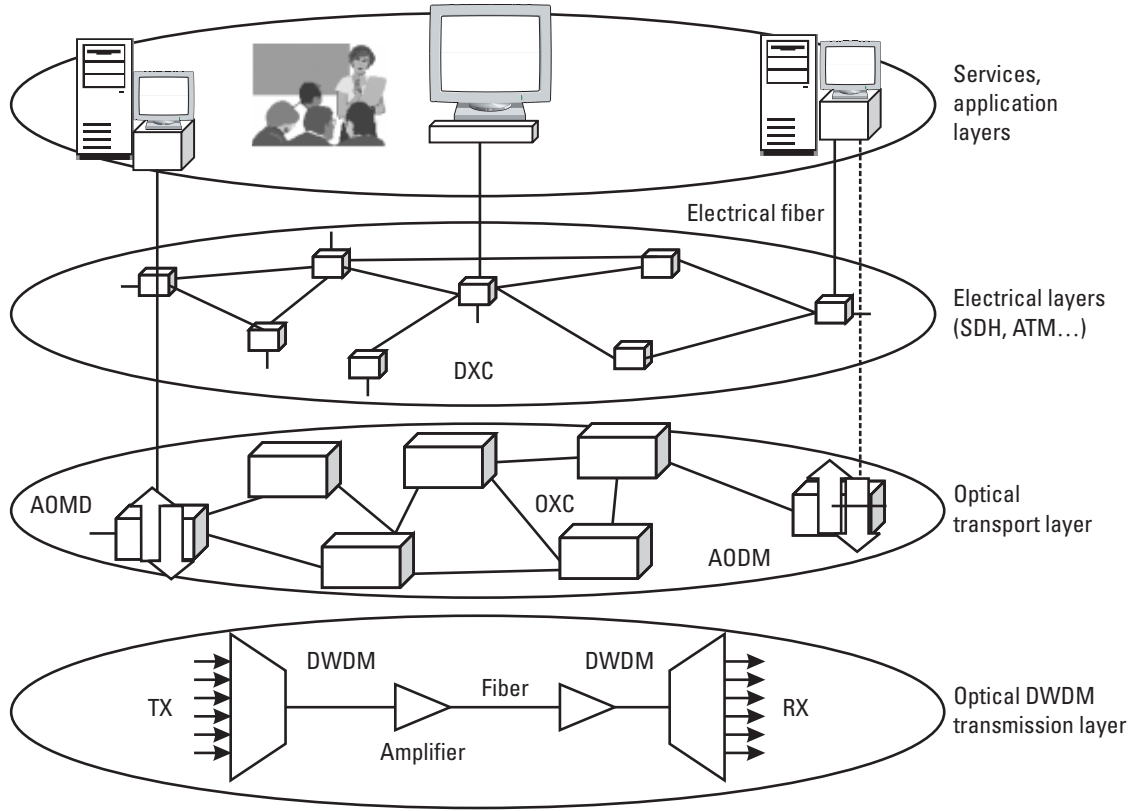 Services,
application
layers
Electrical fiber
Electrical layers
(SDH, ATM…)
DXC
AOMD
OXC
AODM
Optical
transport layer
DWDM
DWDM
Fiber
TX
RX
Amplifier
Optical DWDM
transmission layer